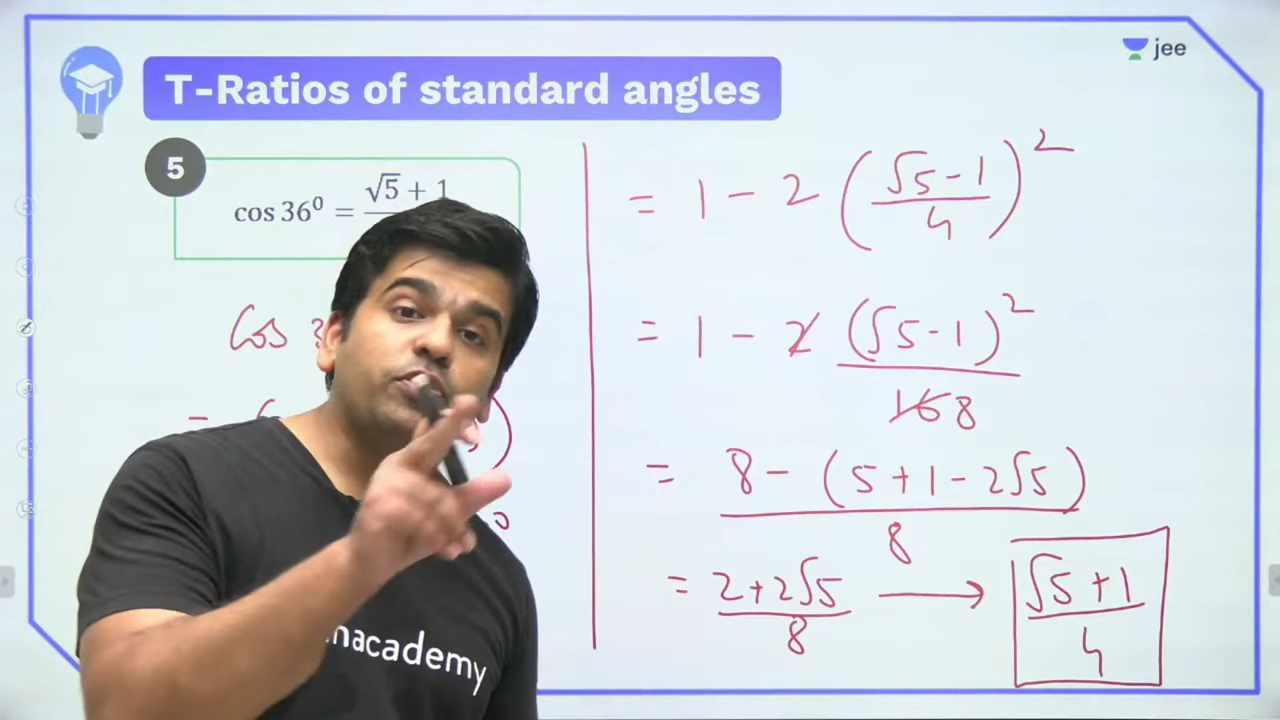 jee
T-Ratios of standard angles
5
cos 36⁰ = √5 + 1
Cos
=
= 1 - 2 ((√5 - 1)/4)²
= 1 - 2 (√5 - 1)²/16 8
= (8 - (5 + 1 - 2√5))/8
= (2 + 2√5)/8 → (√5 + 1)/4
nacademy